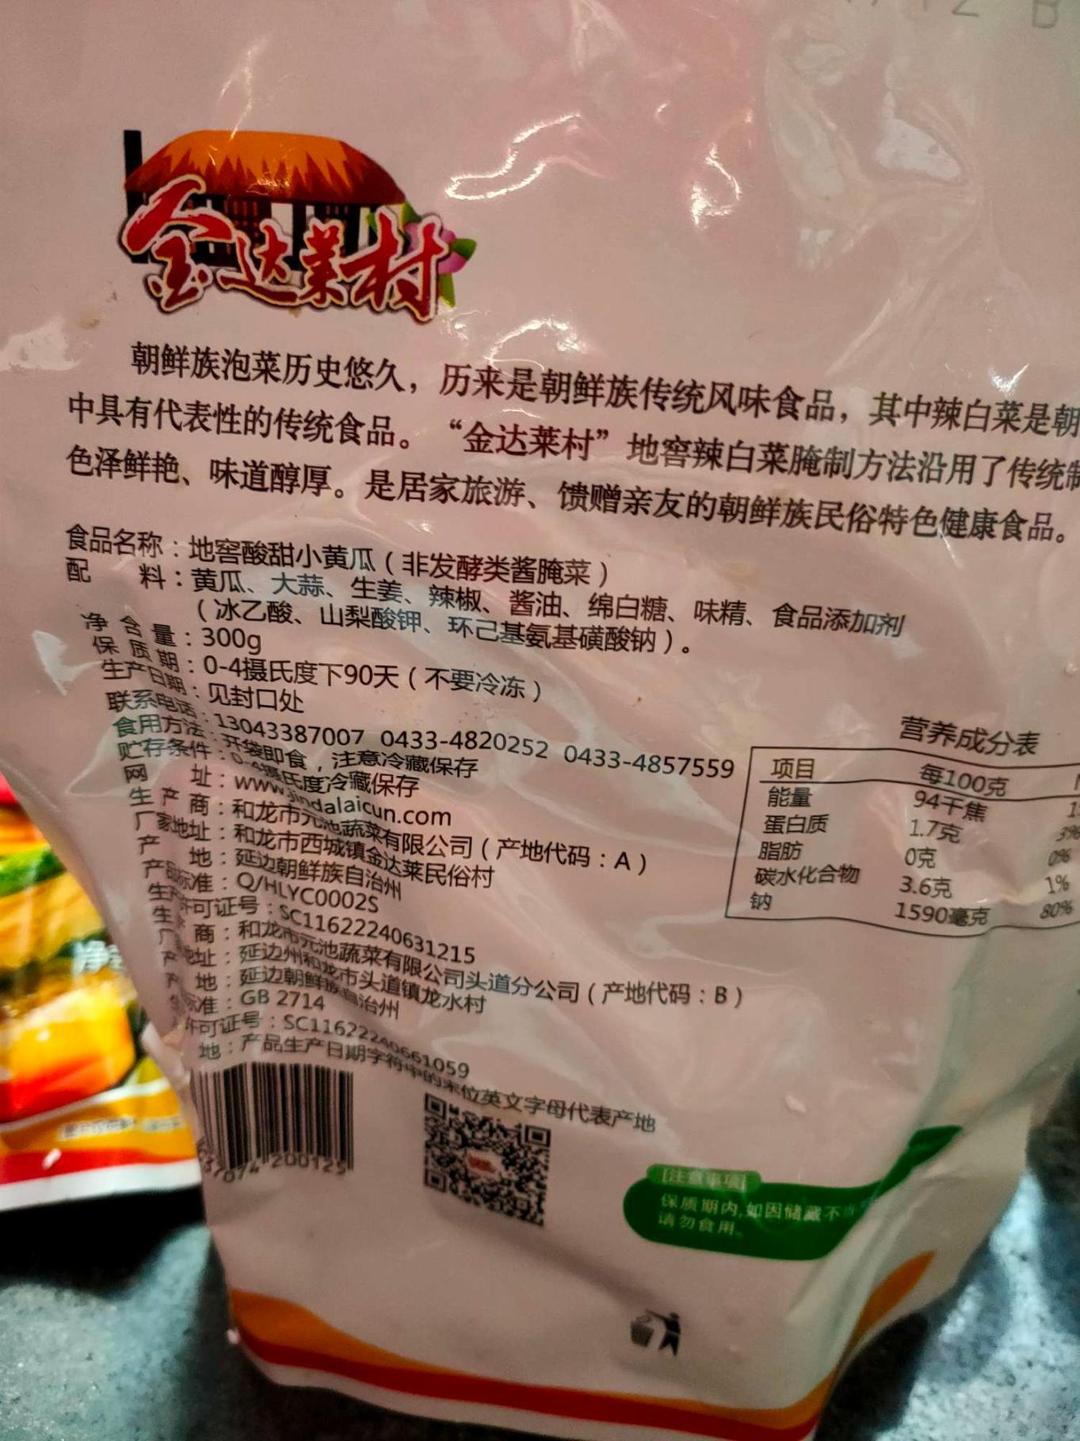 金达莱村
朝鲜族泡菜历史悠久，历来是朝鲜族传统风味食品，其中辣白菜是朝
中具有代表性的传统食品。“金达莱村”地窖辣白菜腌制方法沿用了传统制
色泽鲜艳、味道醇厚。是居家旅游、馈赠亲友的朝鲜族民俗特色健康食品。
食品名称：地窖酸甜小黄瓜（非发酵类酱腌菜）
配 料：黄瓜、大蒜、生姜、辣椒、酱油、绵白糖、味精、食品添加剂
（冰乙酸、山梨酸钾、环己基氨基磺酸钠）。
净含量：300g
保质期：0-4摄氏度下90天（不要冷冻）
生产日期：见封口处
联系电话：13043387007 0433-4820252 0433-4857559
食用方法：开袋即食，注意冷藏保存
贮存条件：0-4摄氏度冷藏保存
网 址：www.jindalaicun.com
生产商：和龙市元池蔬菜有限公司（产地代码：A）
厂家地址：和龙市西城镇金达莱民俗村
产 地：延边朝鲜族自治州
产品标准：Q/HLYC0002S
生产许可证号：SC11622240631215
生产商：和龙市元池蔬菜有限公司头道分公司（产地代码：B）
厂家地址：延边州和龙市头道镇龙水村
产 地：延边朝鲜族自治州
标准：GB 2714
许可证号：SC11622240661059
地：产品生产日期字符中的末位英文字母代表产地
营养成分表
项目 每100克
能量 94千焦
蛋白质 1.7克 3%
脂肪 0克 0%
碳水化合物 3.6克 1%
钠 1590毫克 80%
200125
[注意事项]
保质期内，如因储藏不
请勿食用。